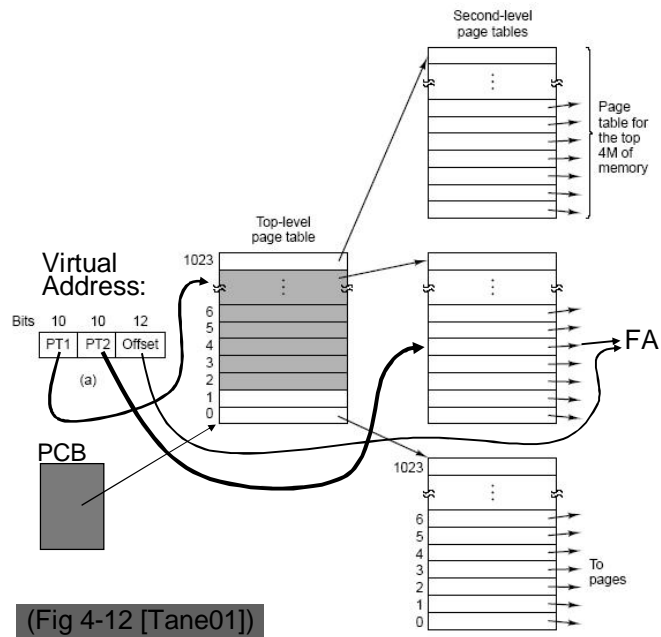 Second-level
page tables
Page
table for
the top
4M of
memory
Top-level
page table
1023
6
5
4
3
2
1
0
Virtual
Address:
Bits 10 10 12
PT1 PT2 Offset
(a)
FA
PCB
1023
6
5
4
3
2
1
0
To
pages
(Fig 4-12 [Tane01])